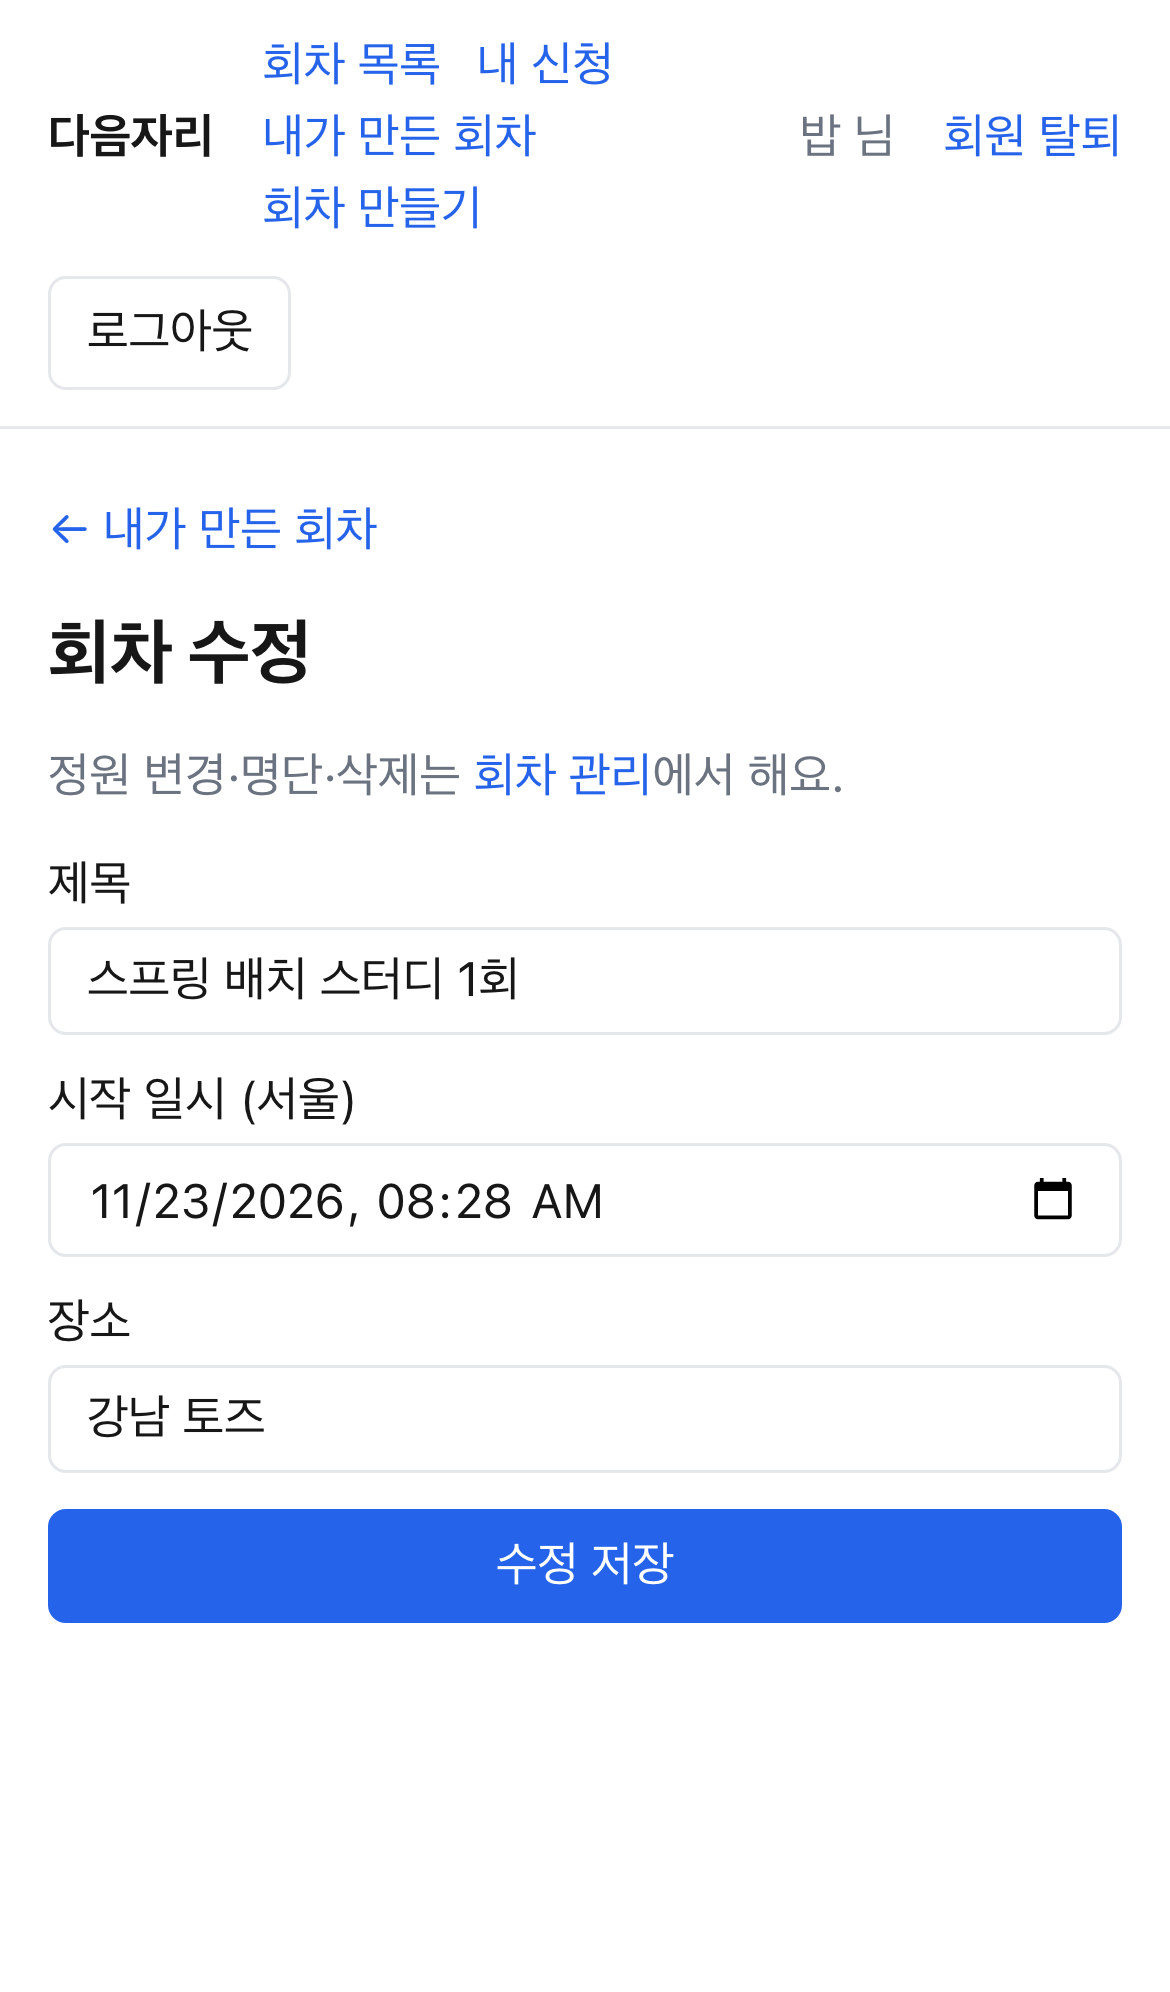 회차 목록 내 신청
다음자리 내가 만든 회차 밥 님 회원 탈퇴
회차 만들기
로그아웃
← 내가 만든 회차
회차 수정
정원 변경·명단·삭제는 회차 관리에서 해요.
제목
스프링 배치 스터디 1회
시작 일시 (서울)
11/23/2026, 08:28 AM
장소
강남 토즈
수정 저장